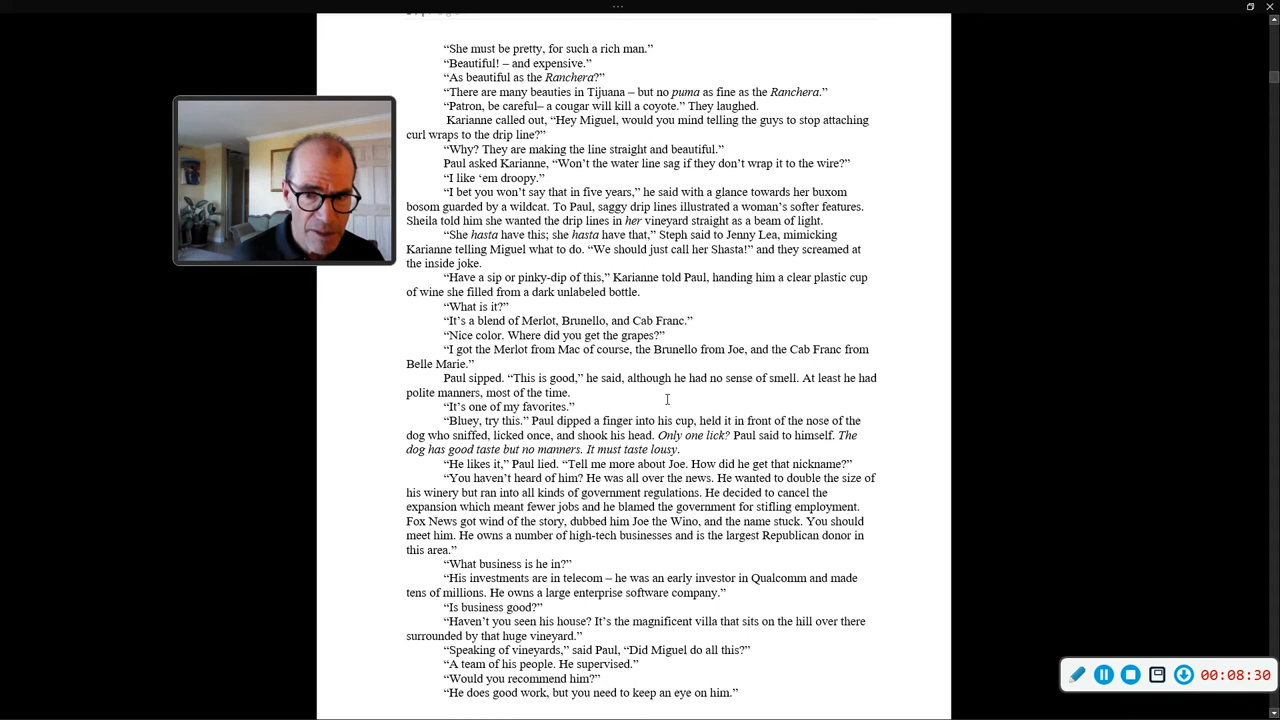 “She must be pretty, for such a rich man.”
“Beautiful! – and expensive.”
“As beautiful as the Ranchera?”
“There are many beauties in Tijuana – but no puma as fine as the Ranchera.”
“Patron, be careful– a cougar will kill a coyote.” They laughed.
Karianne called out, “Hey Miguel, would you mind telling the guys to stop attaching
curl wraps to the drip line?”
“Why? They are making the line straight and beautiful.”
Paul asked Karianne, “Won’t the water line sag if they don’t wrap it to the wire?”
“I like ‘em droopy.”
“I bet you won’t say that in five years,” he said with a glance towards her buxom
bosom guarded by a wildcat. To Paul, saggy drip lines illustrated a woman’s softer features.
Sheila told him she wanted the drip lines in her vineyard straight as a beam of light.
“She hasta have this; she hasta have that,” Steph said to Jenny Lea, mimicking
Karianne telling Miguel what to do. “We should just call her Shasta!” and they screamed at
the inside joke.
“Have a sip or pinky-dip of this,” Karianne told Paul, handing him a clear plastic cup
of wine she filled from a dark unlabeled bottle.
“What is it?”
“It’s a blend of Merlot, Brunello, and Cab Franc.”
“Nice color. Where did you get the grapes?”
“I got the Merlot from Mac of course, the Brunello from Joe, and the Cab Franc from
Belle Marie.”
Paul sipped. “This is good,” he said, although he had no sense of smell. At least he had
polite manners, most of the time.
“It’s one of my favorites.”
“Bluey, try this.” Paul dipped a finger into his cup, held it in front of the nose of the
dog who sniffed, licked once, and shook his head. Only one lick? Paul said to himself. The
dog has good taste but no manners. It must taste lousy.
“He likes it,” Paul lied. “Tell me more about Joe. How did he get that nickname?”
“You haven’t heard of him? He was all over the news. He wanted to double the size of
his winery but ran into all kinds of government regulations. He decided to cancel the
expansion which meant fewer jobs and he blamed the government for stifling employment.
Fox News got wind of the story, dubbed him Joe the Wino, and the name stuck. You should
meet him. He owns a number of high-tech businesses and is the largest Republican donor in
this area.”
“What business is he in?”
“His investments are in telecom – he was an early investor in Qualcomm and made
tens of millions. He owns a large enterprise software company.”
“Is business good?”
“Haven’t you seen his house? It’s the magnificent villa that sits on the hill over there
surrounded by that huge vineyard.”
“Speaking of vineyards,” said Paul, “Did Miguel do all this?”
“A team of his people. He supervised.”
“Would you recommend him?”
“He does good work, but you need to keep an eye on him.”
00:08:30